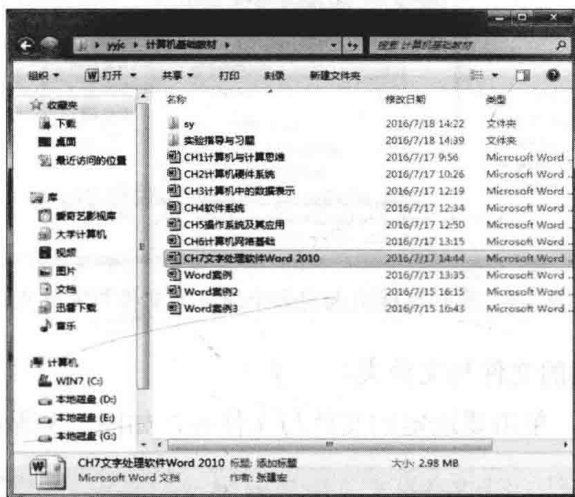 yyjc ▸ 计算机基础教材 ▸
搜索 计算机基础教材
组织 打开 共享 打印 刻录 新建文件夹
收藏夹
下载
桌面
最近访问的位置
库
爱奇艺影视库
大学计算机
视频
图片
文档
迅雷下载
音乐
计算机
WIN7 (C:)
本地磁盘 (D:)
本地磁盘 (E:)
本地磁盘 (G:)
名称 修改日期 类型
sy 2016/7/18 14:22 文件夹
实验指导与习题 2016/7/18 14:39 文件夹
CH1计算机与计算思维 2016/7/17 9:56 Microsoft Word ...
CH2计算机硬件系统 2016/7/17 10:26 Microsoft Word ...
CH3计算机中的数据表示 2016/7/17 12:19 Microsoft Word ...
CH4软件系统 2016/7/17 12:34 Microsoft Word ...
CH5操作系统及其应用 2016/7/17 12:50 Microsoft Word ...
CH6计算机网络基础 2016/7/17 13:15 Microsoft Word ...
CH7文字处理软件Word 2010 2016/7/17 14:44 Microsoft Word ...
Word案例 2016/7/17 13:35 Microsoft Word ...
Word案例2 2016/7/15 16:15 Microsoft Word ...
Word案例3 2016/7/15 16:43 Microsoft Word ...
CH7文字处理软件Word 2010 标题: 添加标题 大小: 2.98 MB
Microsoft Word 文档 作者: 张建宏